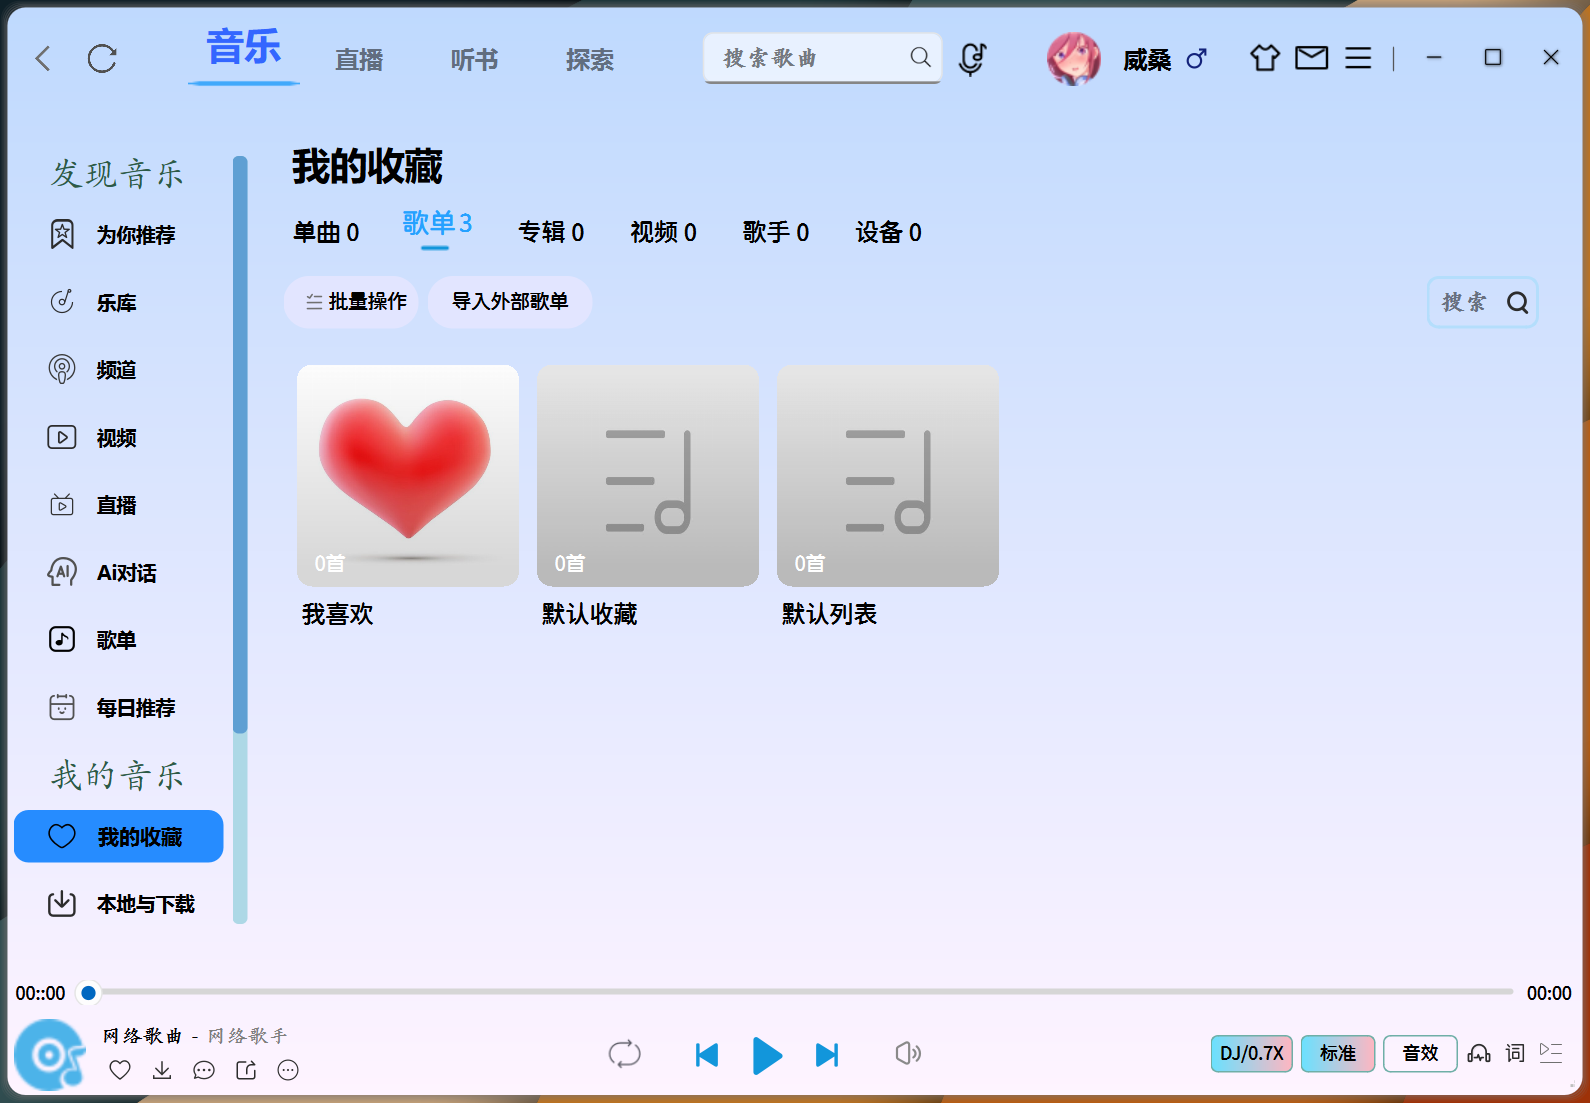 音乐
直播
听书
探索
搜索歌曲
威桑
发现音乐
为你推荐
乐库
频道
视频
直播
Ai对话
歌单
每日推荐
我的音乐
我的收藏
本地与下载
我的收藏
单曲 0
歌单 3
专辑 0
视频 0
歌手 0
设备 0
批量操作
导入外部歌单
搜索
0首
我喜欢
0首
默认收藏
0首
默认列表
00::00
00:00
网络歌曲 - 网络歌手
DJ/0.7X
标准
音效
词